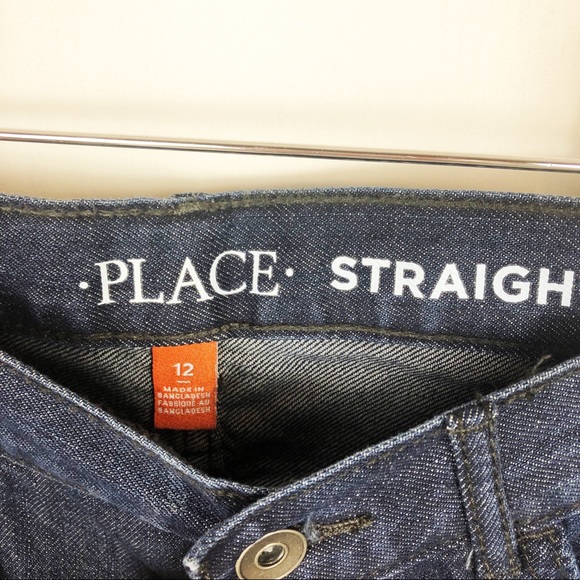 ·PLACE· STRAIGH
12
MADE IN
BANGLADESH
FABRIQUÉ AU
BANGLADESH